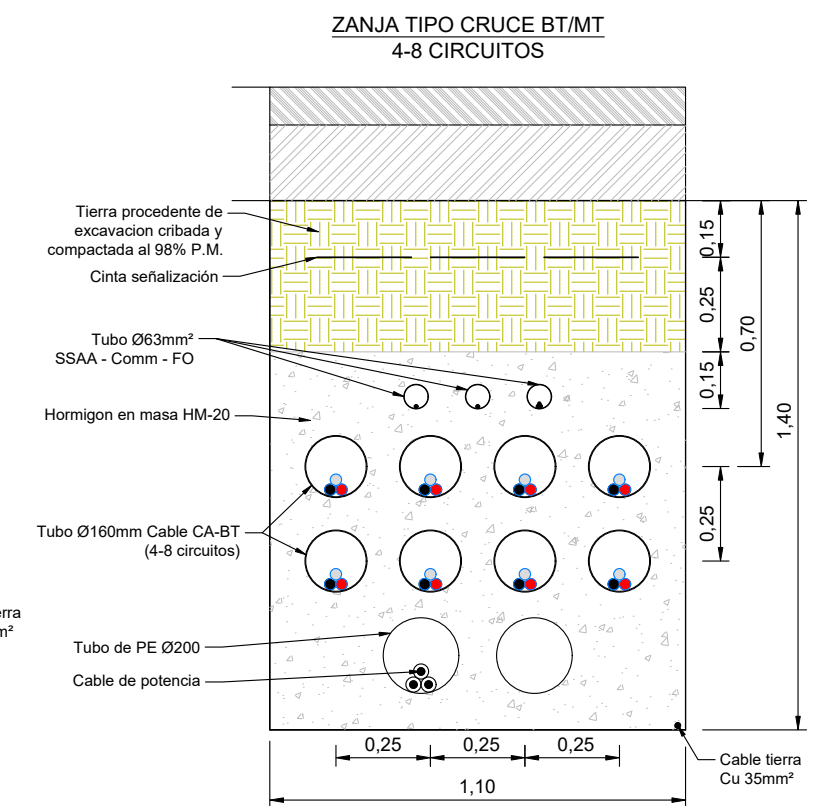 ZANJA TIPO CRUCE BT/MT
4-8 CIRCUITOS
Tierra procedente de
excavacion cribada y
compactada al 98% P.M.
Cinta señalización
Tubo Ø63mm²
SSAA - Comm - FO
Hormigon en masa HM-20
Tubo Ø160mm Cable CA-BT
(4-8 circuitos)
erra
m²
Tubo de PE Ø200
Cable de potencia
0,15
0,25
0,15
0,70
0,25
1,40
0,25
0,25
0,25
1,10
Cable tierra
Cu 35mm²